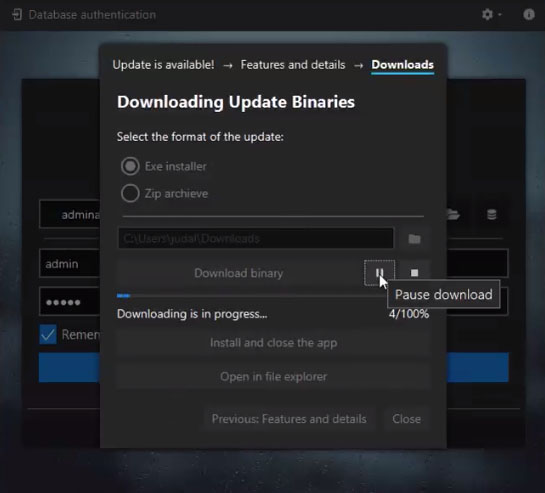 Database authentication
Update is available! → Features and details → Downloads
Downloading Update Binaries
Select the format of the update:
Exe installer
Zip archieve
C:\Users\judal\Downloads
Download binary
Pause download
Downloading is in progress... 4/100%
Install and close the app
Open in file explorer
Previous: Features and details Close
admina
admin
●●●●●
Remem